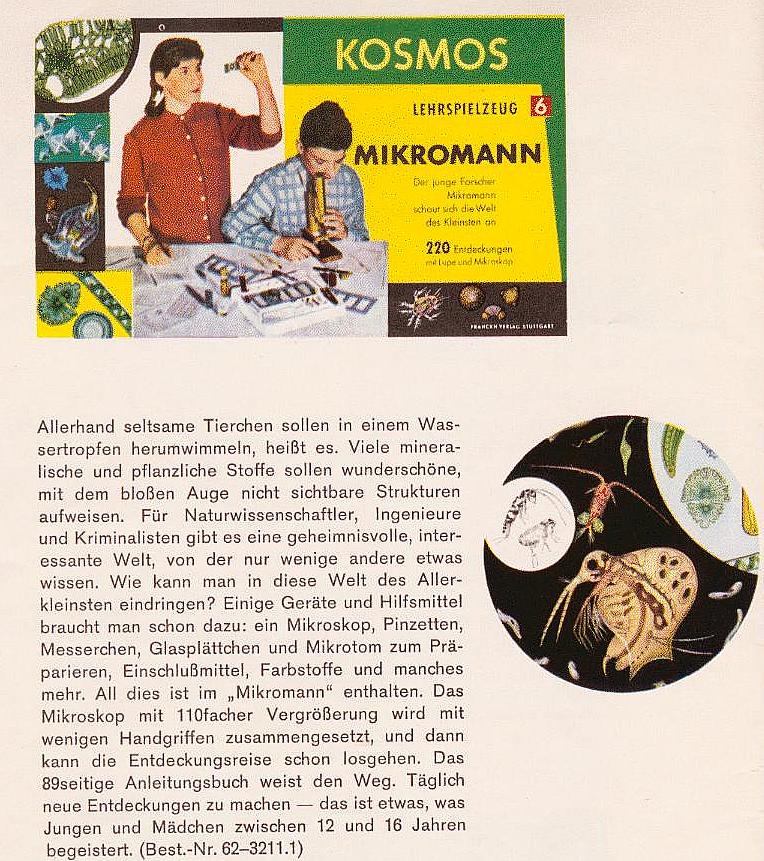 KOSMOS
LEHRSPIELZEUG 6
MIKROMANN
Der junge Forscher
Mikromann
schaut sich die Welt
des Kleinsten an
220 Entdeckungen
mit Lupe und Mikroskop
FRANCKH VERLAG STUTTGART
Allerhand seltsame Tierchen sollen in einem Was-
sertropfen herumwimmeln, heißt es. Viele minera-
lische und pflanzliche Stoffe sollen wunderschöne,
mit dem bloßen Auge nicht sichtbare Strukturen
aufweisen. Für Naturwissenschaftler, Ingenieure
und Kriminalisten gibt es eine geheimnisvolle, inter-
essante Welt, von der nur wenige andere etwas
wissen. Wie kann man in diese Welt des Aller-
kleinsten eindringen? Einige Geräte und Hilfsmittel
braucht man schon dazu: ein Mikroskop, Pinzetten,
Messerchen, Glasplättchen und Mikrotom zum Prä-
parieren, Einschlußmittel, Farbstoffe und manches
mehr. All dies ist im „Mikromann“ enthalten. Das
Mikroskop mit 110facher Vergrößerung wird mit
wenigen Handgriffen zusammengesetzt, und dann
kann die Entdeckungsreise schon losgehen. Das
89seitige Anleitungsbuch weist den Weg. Täglich
neue Entdeckungen zu machen — das ist etwas, was
Jungen und Mädchen zwischen 12 und 16 Jahren
begeistert. (Best.-Nr. 62–3211.1)